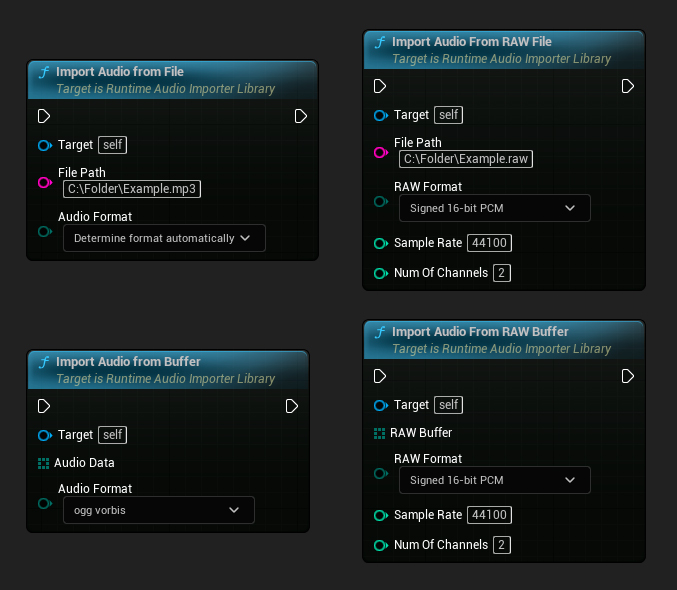 Import Audio from File
Target is Runtime Audio Importer Library
Target self
File Path
C:\Folder\Example.mp3
Audio Format
Determine format automatically
Import Audio From RAW File
Target is Runtime Audio Importer Library
Target self
File Path
C:\Folder\Example.raw
RAW Format
Signed 16-bit PCM
Sample Rate 44100
Num Of Channels 2
Import Audio from Buffer
Target is Runtime Audio Importer Library
Target self
Audio Data
Audio Format
ogg vorbis
Import Audio From RAW Buffer
Target is Runtime Audio Importer Library
Target self
RAW Buffer
RAW Format
Signed 16-bit PCM
Sample Rate 44100
Num Of Channels 2